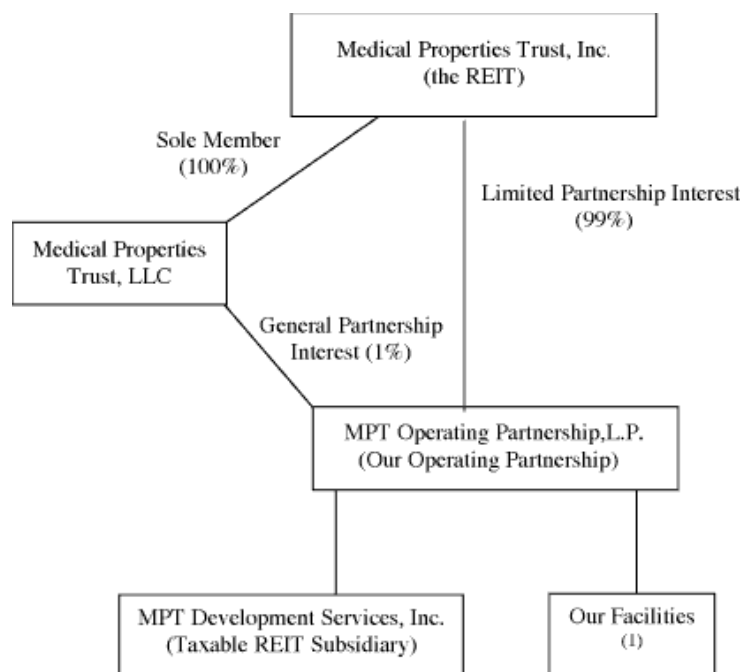 Medical Properties Trust, Inc.
(the REIT)
Sole Member
(100%)
Limited Partnership Interest
(99%)
Medical Properties
Trust, LLC
General Partnership
Interest (1%)
MPT Operating Partnership,L.P.
(Our Operating Partnership)
MPT Development Services, Inc.
(Taxable REIT Subsidiary)
Our Facilities
(1)